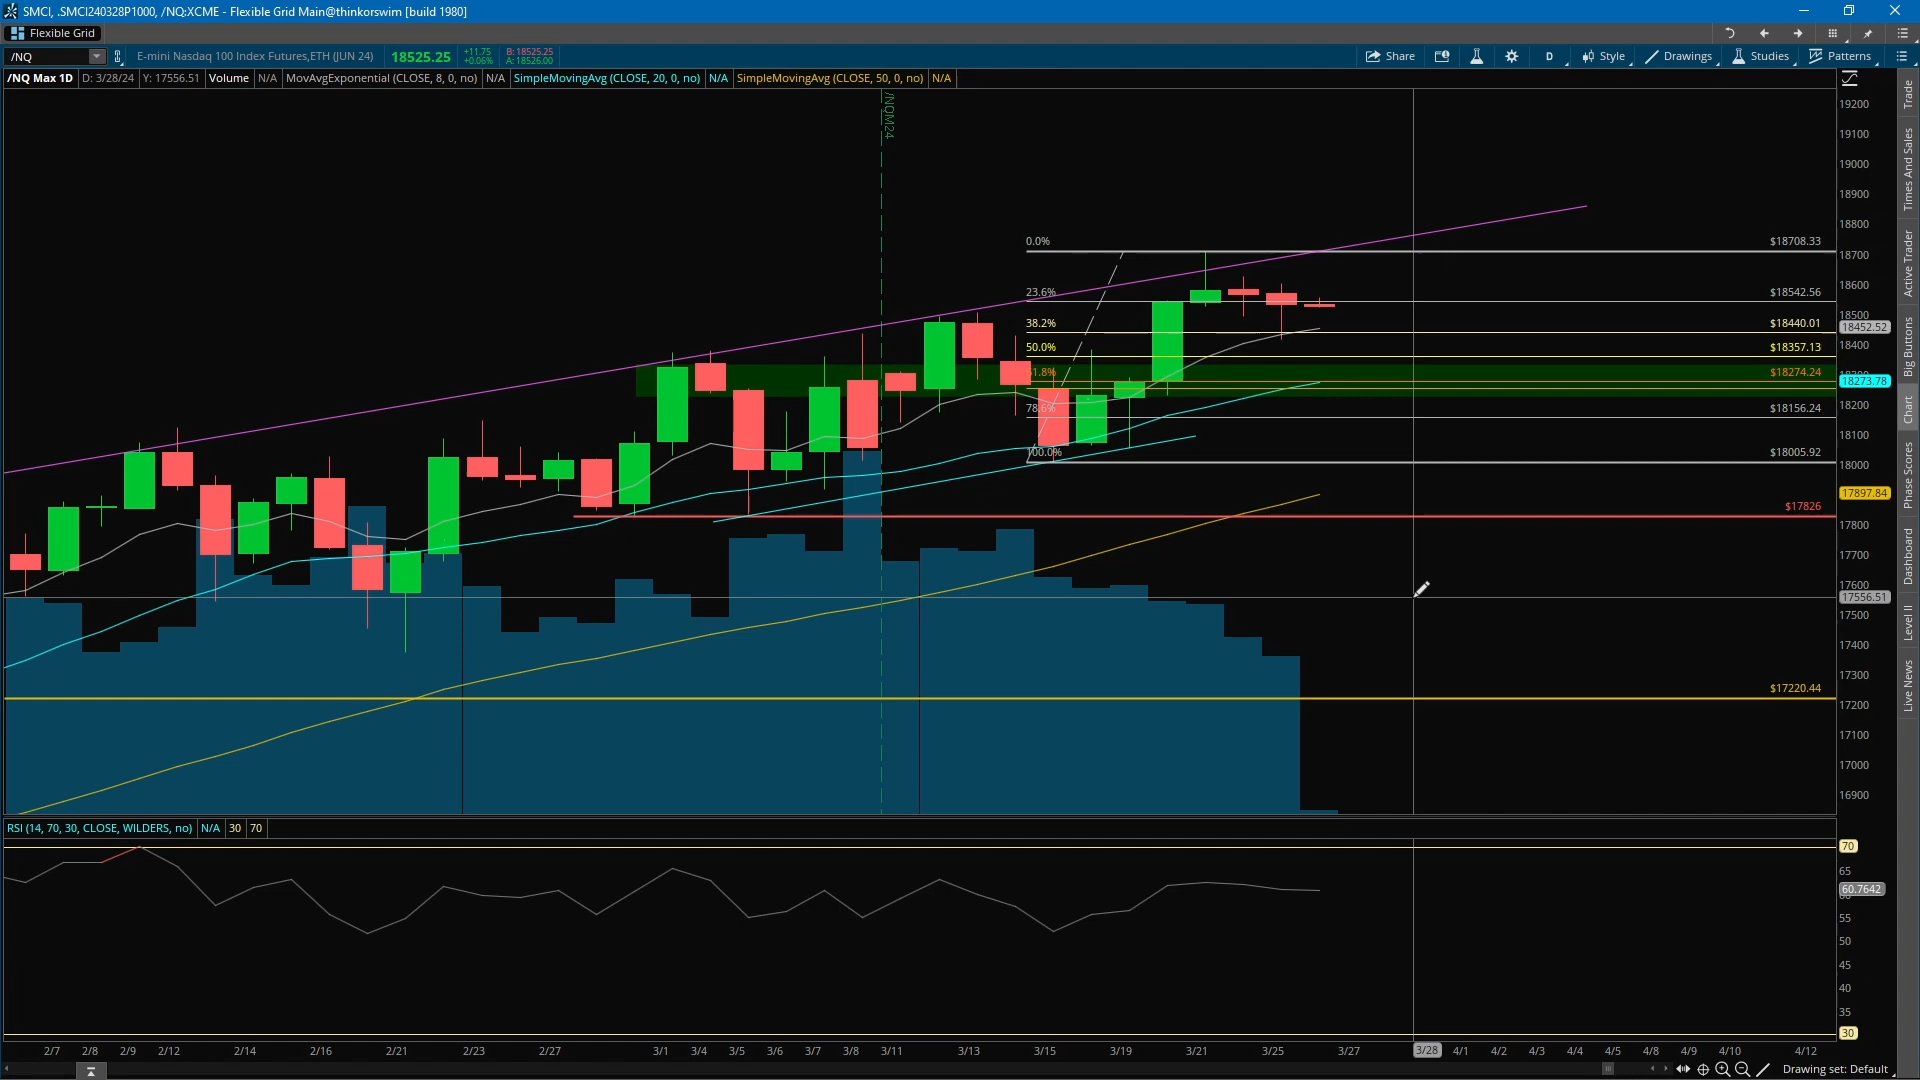 SMCI, .SMCI240328P1000, /NQ:XCME - Flexible Grid Main@thinkorswim [build 1980]
Flexible Grid
/NQ E-mini Nasdaq 100 Index Futures,ETH (JUN 24) 18525.25 +11.75 B: 18525.25 Share D Style Drawings Studies Patterns
+0.06% A: 18526.00
/NQ Max 1D D: 3/28/24 Y: 17556.51 Volume N/A MovAvgExponential (CLOSE, 8, 0, no) N/A SimpleMovingAvg (CLOSE, 20, 0, no) N/A SimpleMovingAvg (CLOSE, 50, 0, no) N/A
/NQM24
0.0% $18708.33
23.6% $18542.56
38.2% $18440.01
50.0% $18357.13
61.8% $18274.24
78.6% $18156.24
100.0% $18005.92
$17826
$17220.44
19200
19100
19000
18900
18800
18700
18600
18500
18452.52
18400
18273.78
18200
18100
18000
17897.84
17800
17700
17600
17556.51
17500
17400
17300
17200
17100
17000
16900
RSI (14, 70, 30, CLOSE, WILDERS, no) N/A 30 70
70
65
60.7642
55
50
45
40
35
30
2/7 2/8 2/9 2/12 2/14 2/16 2/21 2/23 2/27 3/1 3/4 3/5 3/6 3/7 3/8 3/11 3/13 3/15 3/19 3/21 3/25 3/27 3/28 4/1 4/2 4/3 4/4 4/5 4/8 4/9 4/10 4/12
Drawing set: Default
Trade
Times And Sales
Active Trader
Big Buttons
Chart
Phase Scores
Dashboard
Level II
Live News